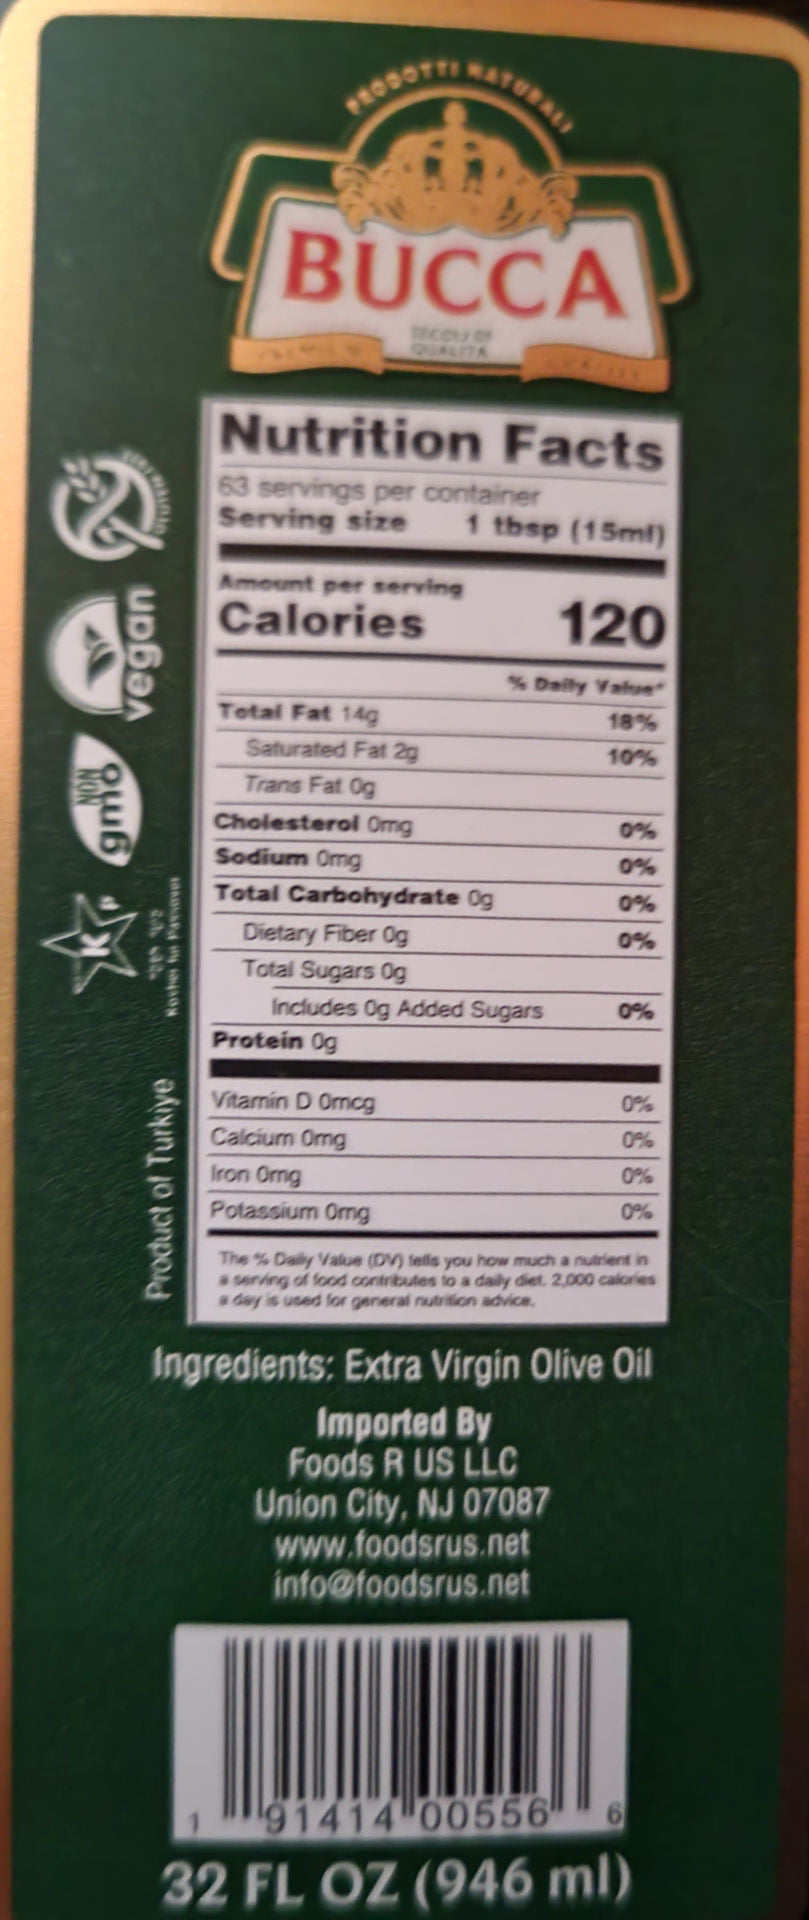 PRODOTTI NATURALI
BUCCA
QUALITA
Nutrition Facts
63 servings per container
Serving size 1 tbsp (15ml)
Amount per serving
Calories 120
% Daily Value*
Total Fat 14g 18%
Saturated Fat 2g 10%
Trans Fat 0g
Cholesterol 0mg 0%
Sodium 0mg 0%
Total Carbohydrate 0g 0%
Dietary Fiber 0g 0%
Total Sugars 0g
Includes 0g Added Sugars 0%
Protein 0g
Vitamin D 0mcg 0%
Calcium 0mg 0%
Iron 0mg 0%
Potassium 0mg 0%
The % Daily Value (DV) tells you how much a nutrient in
a serving of food contributes to a daily diet. 2,000 calories
a day is used for general nutrition advice.
vegan
NON
gmo
K P
Kosher for Passover
Product of Turkiye
Ingredients: Extra Virgin Olive Oil
Imported By
Foods R US LLC
Union City, NJ 07087
www.foodsrus.net
info@foodsrus.net
1 91414 00556 6
32 FL OZ (946 ml)